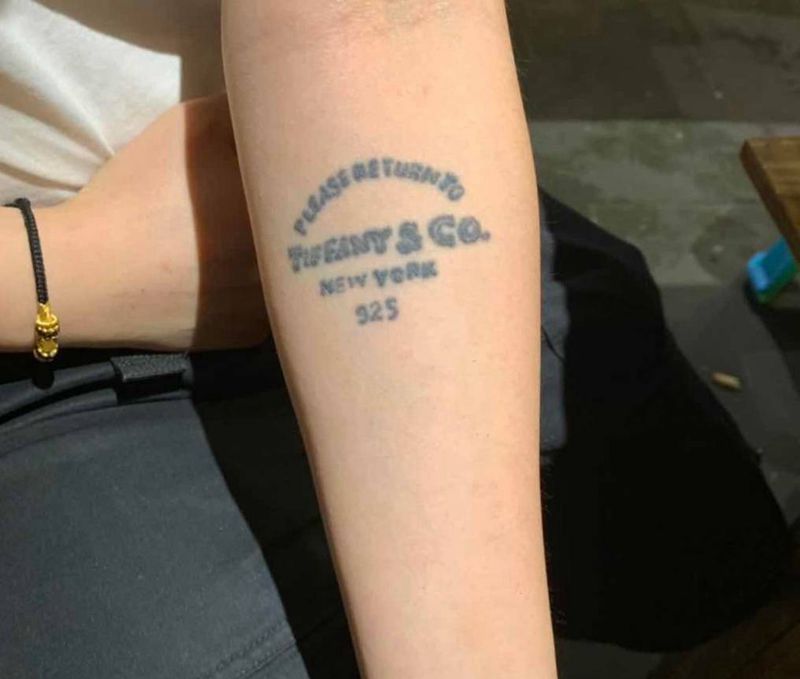 PLEASE RETURN TO
TIFFANY & CO.
NEW YORK
925